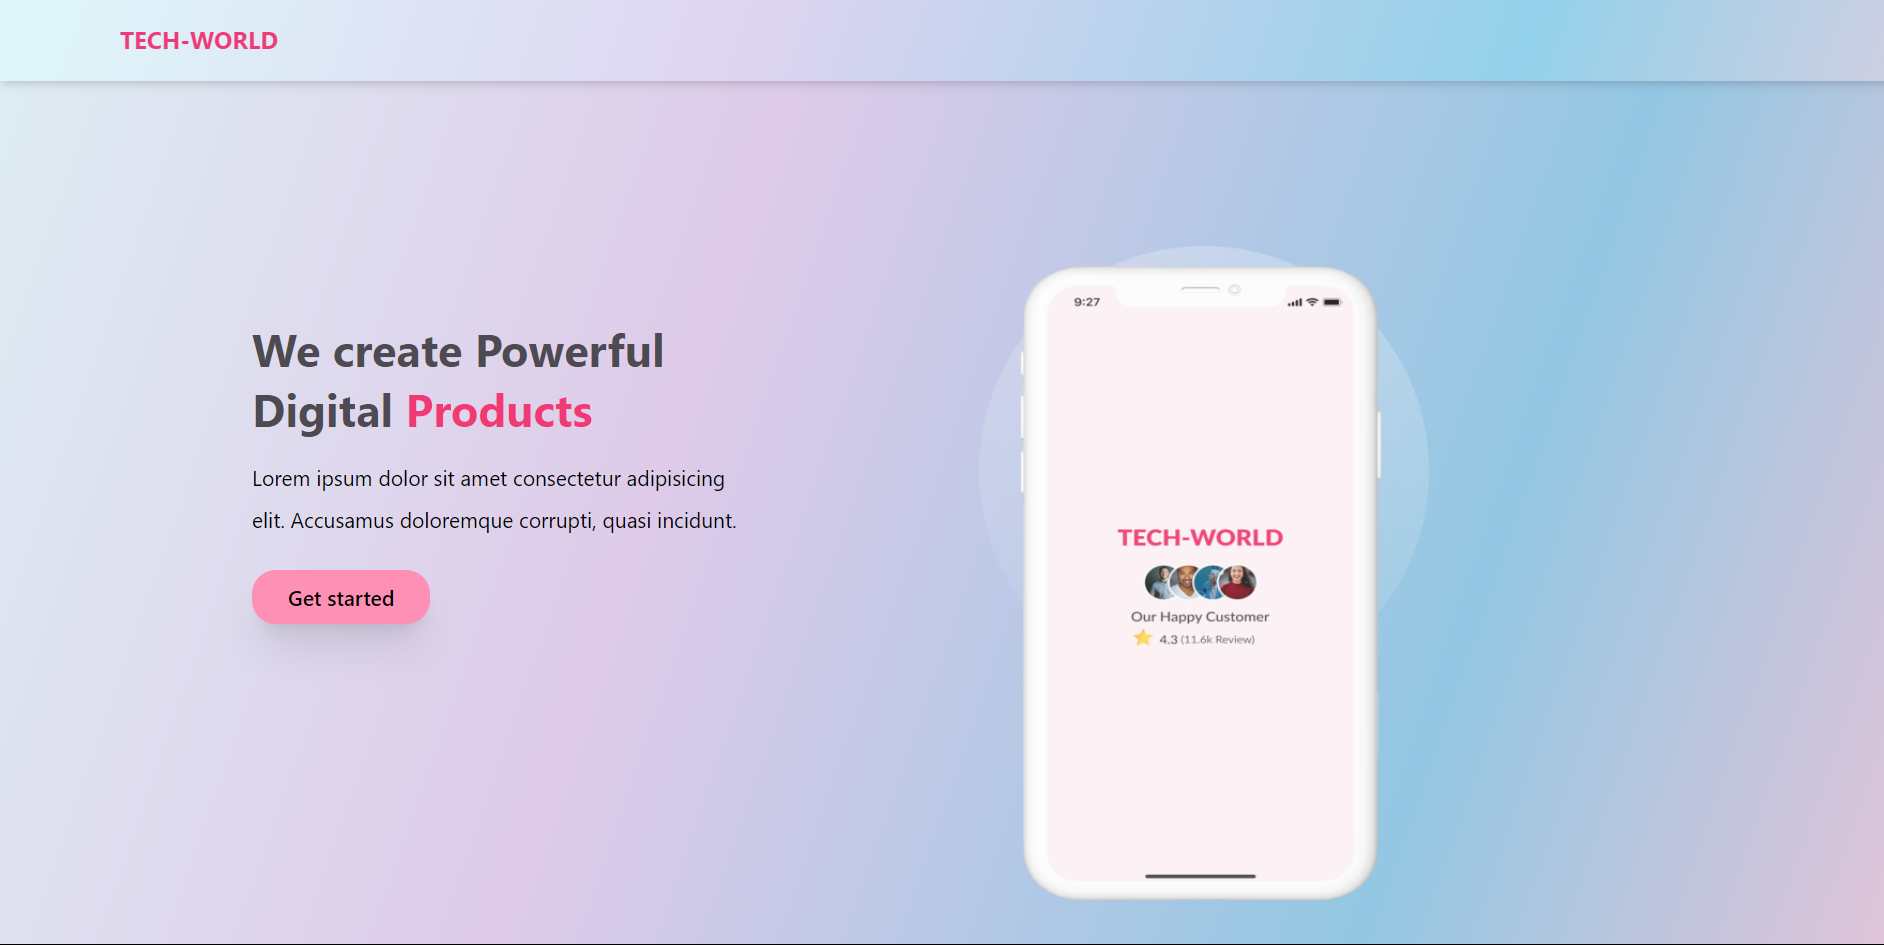 TECH-WORLD
We create Powerful
Digital Products
Lorem ipsum dolor sit amet consectetur adipisicing
elit. Accusamus doloremque corrupti, quasi incidunt.
Get started
9:27
TECH-WORLD
Our Happy Customer
4.3 (11.6k Review)